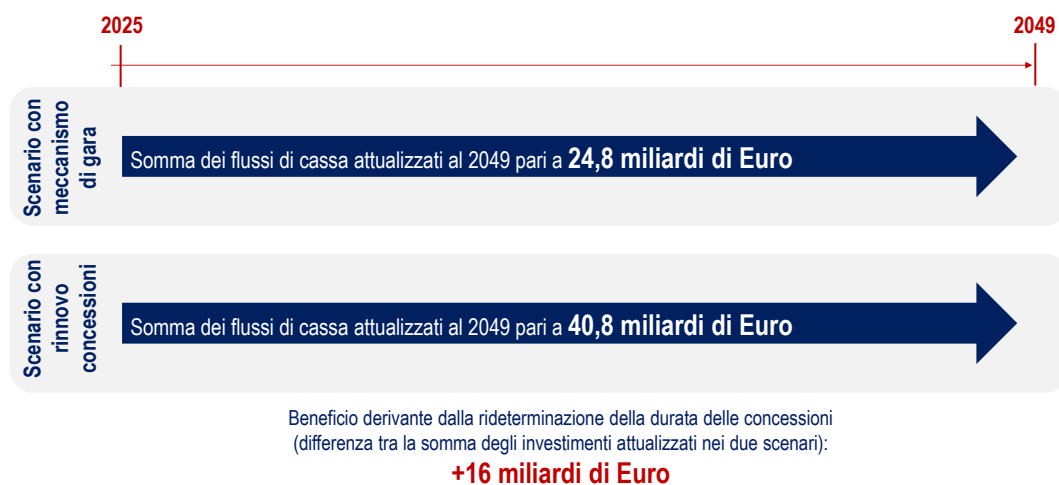 2025
2049
Scenario con
meccanismo
di gara
Somma dei flussi di cassa attualizzati al 2049 pari a 24,8 miliardi di Euro
Scenario con
rinnovo
concessioni
Somma dei flussi di cassa attualizzati al 2049 pari a 40,8 miliardi di Euro
Beneficio derivante dalla rideterminazione della durata delle concessioni
(differenza tra la somma degli investimenti attualizzati nei due scenari):
+16 miliardi di Euro